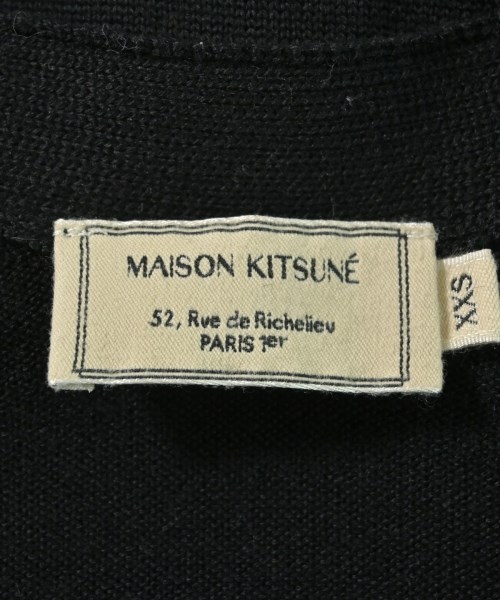 MAISON KITSUNÉ
52, Rue de Richelieu
PARIS 1er
XXS